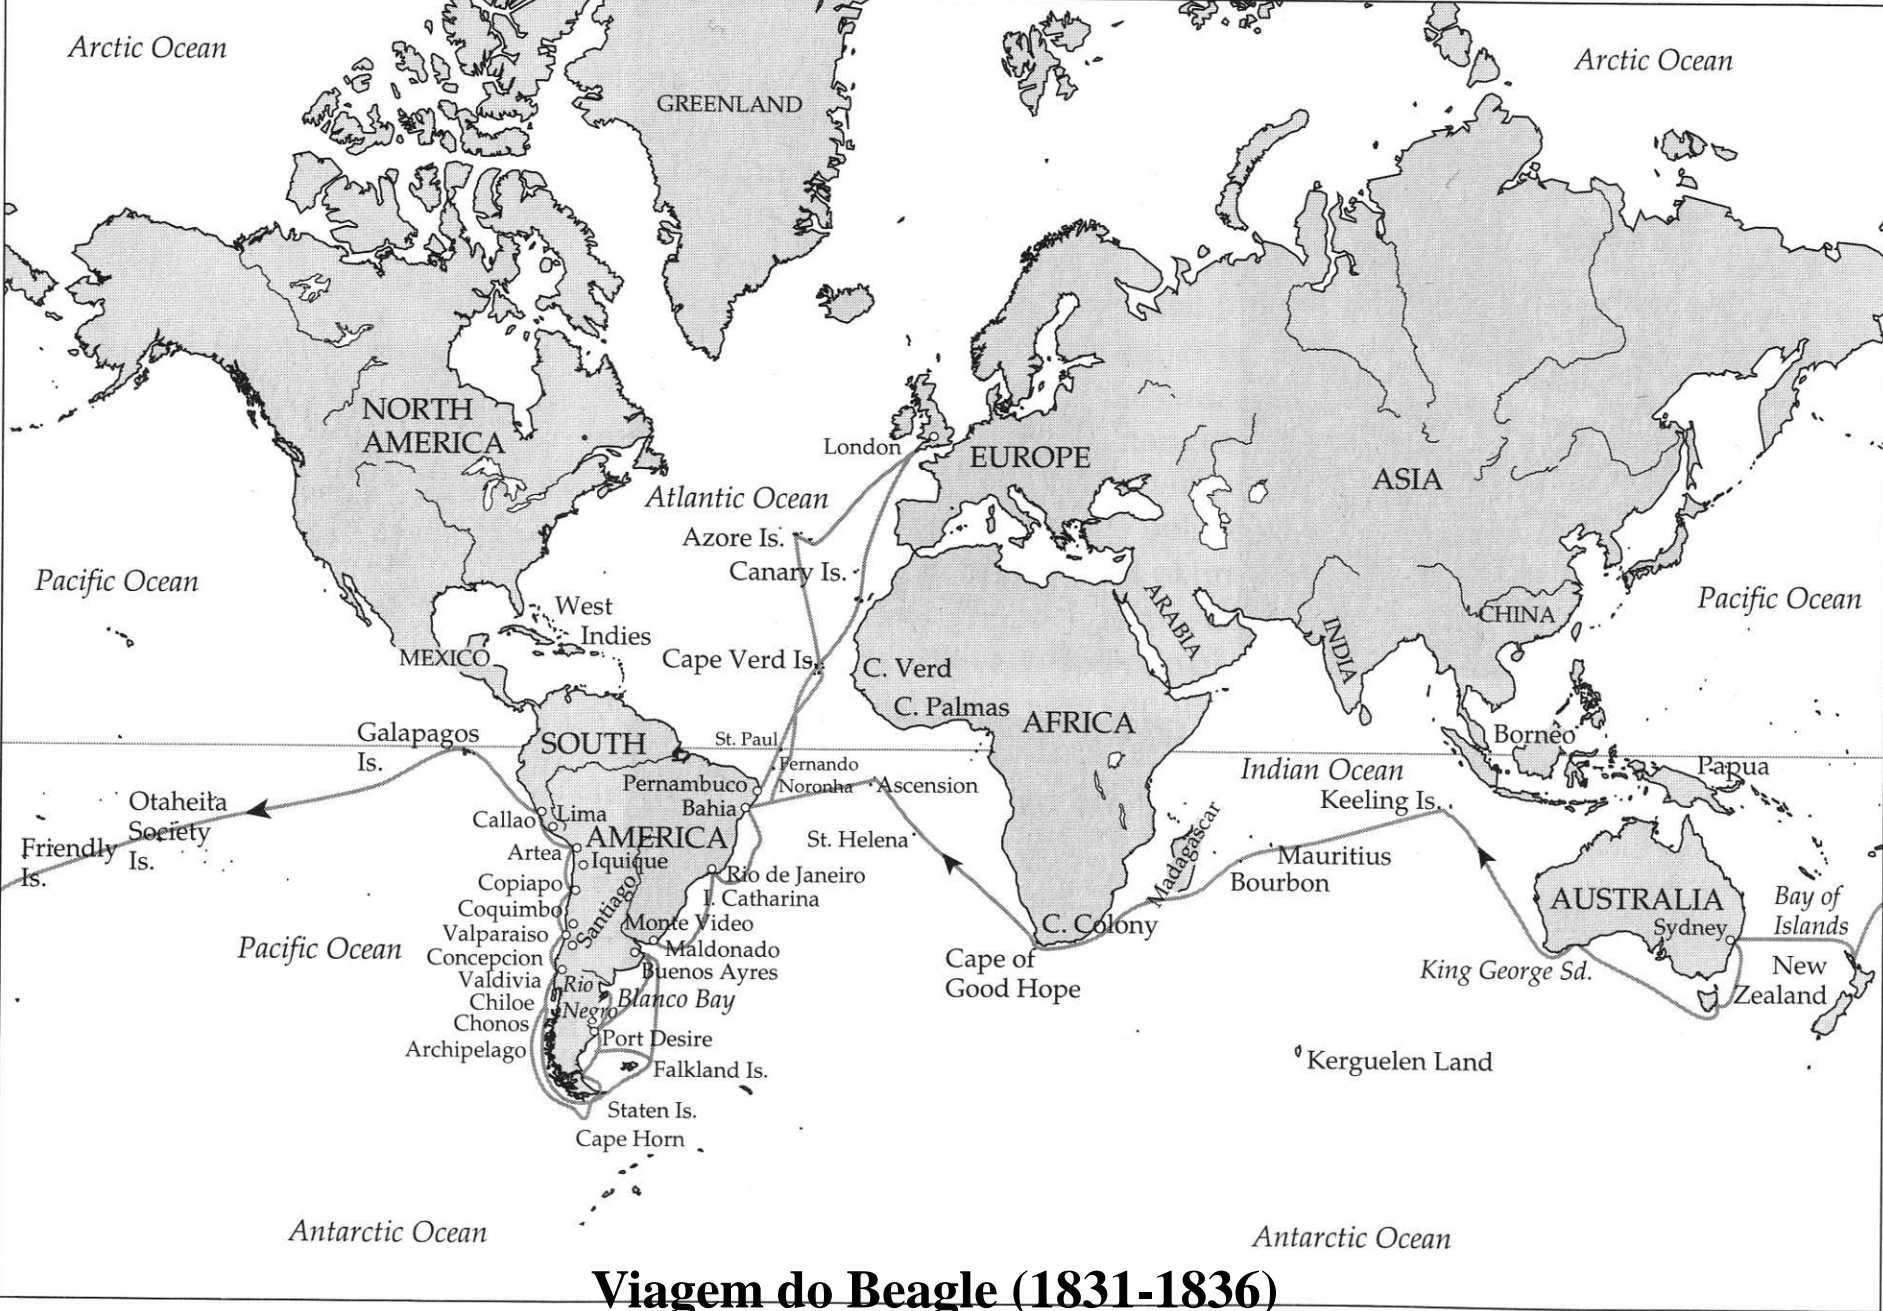 Arctic Ocean
Arctic Ocean
GREENLAND
NORTH
AMERICA
London
EUROPE
ASIA
Atlantic Ocean
Azore Is.
Canary Is.
Pacific Ocean
Pacific Ocean
West
Indies
ARABIA
INDIA
CHINA
MEXICO
Cape Verd Is.
C. Verd
C. Palmas
AFRICA
Galapagos
Is.
SOUTH
AMERICA
St. Paul
Fernando
Noronha
Pernambuco
Bahia
Ascension
Borneo
Papua
Indian Ocean
Keeling Is.
Otaheita
Society
Is.
Friendly
Is.
Callao
Lima
Artea
Iquique
Copiapo
Coquimbo
Santiago
Valparaiso
Concepcion
Valdivia
Chiloe
Chonos
Archipelago
St. Helena
Rio de Janeiro
I. Catharina
Monte Video
Maldonado
Buenos Ayres
Rio
Negro
Blanco Bay
Port Desire
Falkland Is.
Staten Is.
Cape Horn
Madagascar
Mauritius
Bourbon
C. Colony
Cape of
Good Hope
AUSTRALIA
Sydney
Bay of
Islands
King George Sd.
New
Zealand
Pacific Ocean
Kerguelen Land
Antarctic Ocean
Antarctic Ocean
Viagem do Beagle (1831-1836)